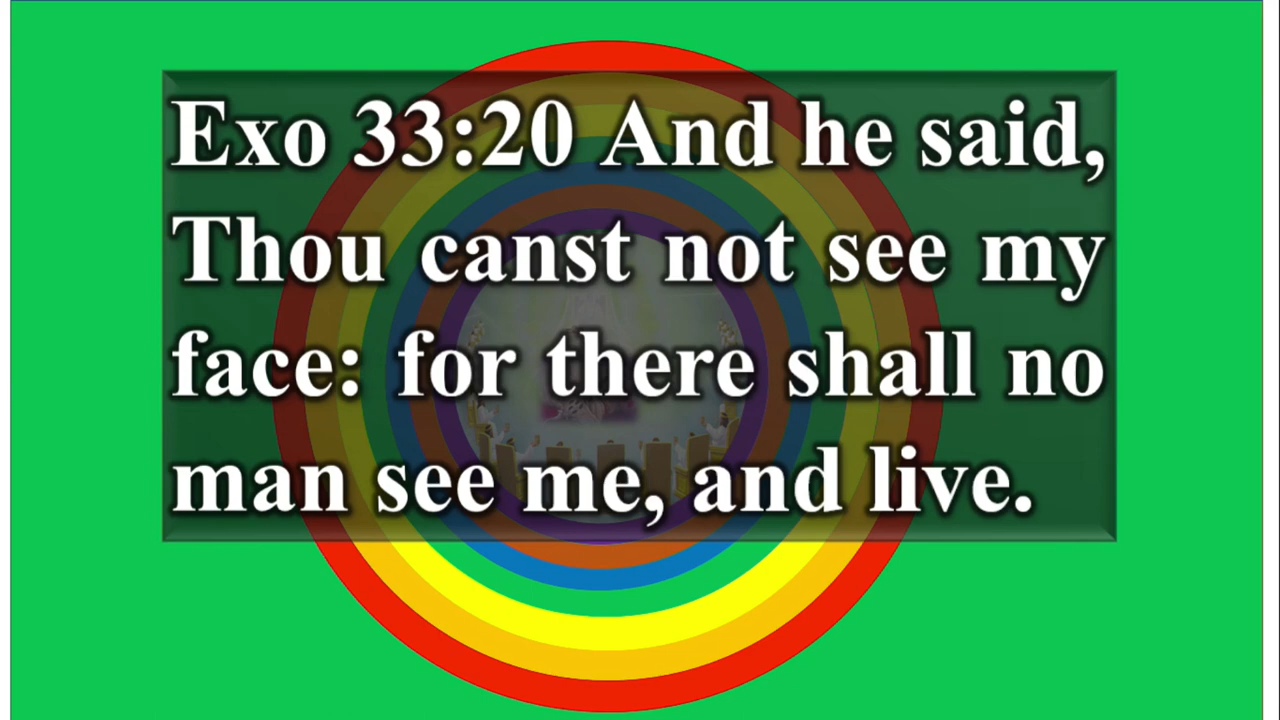 Exo 33:20 And he said,
Thou canst not see my
face: for there shall no
man see me, and live.